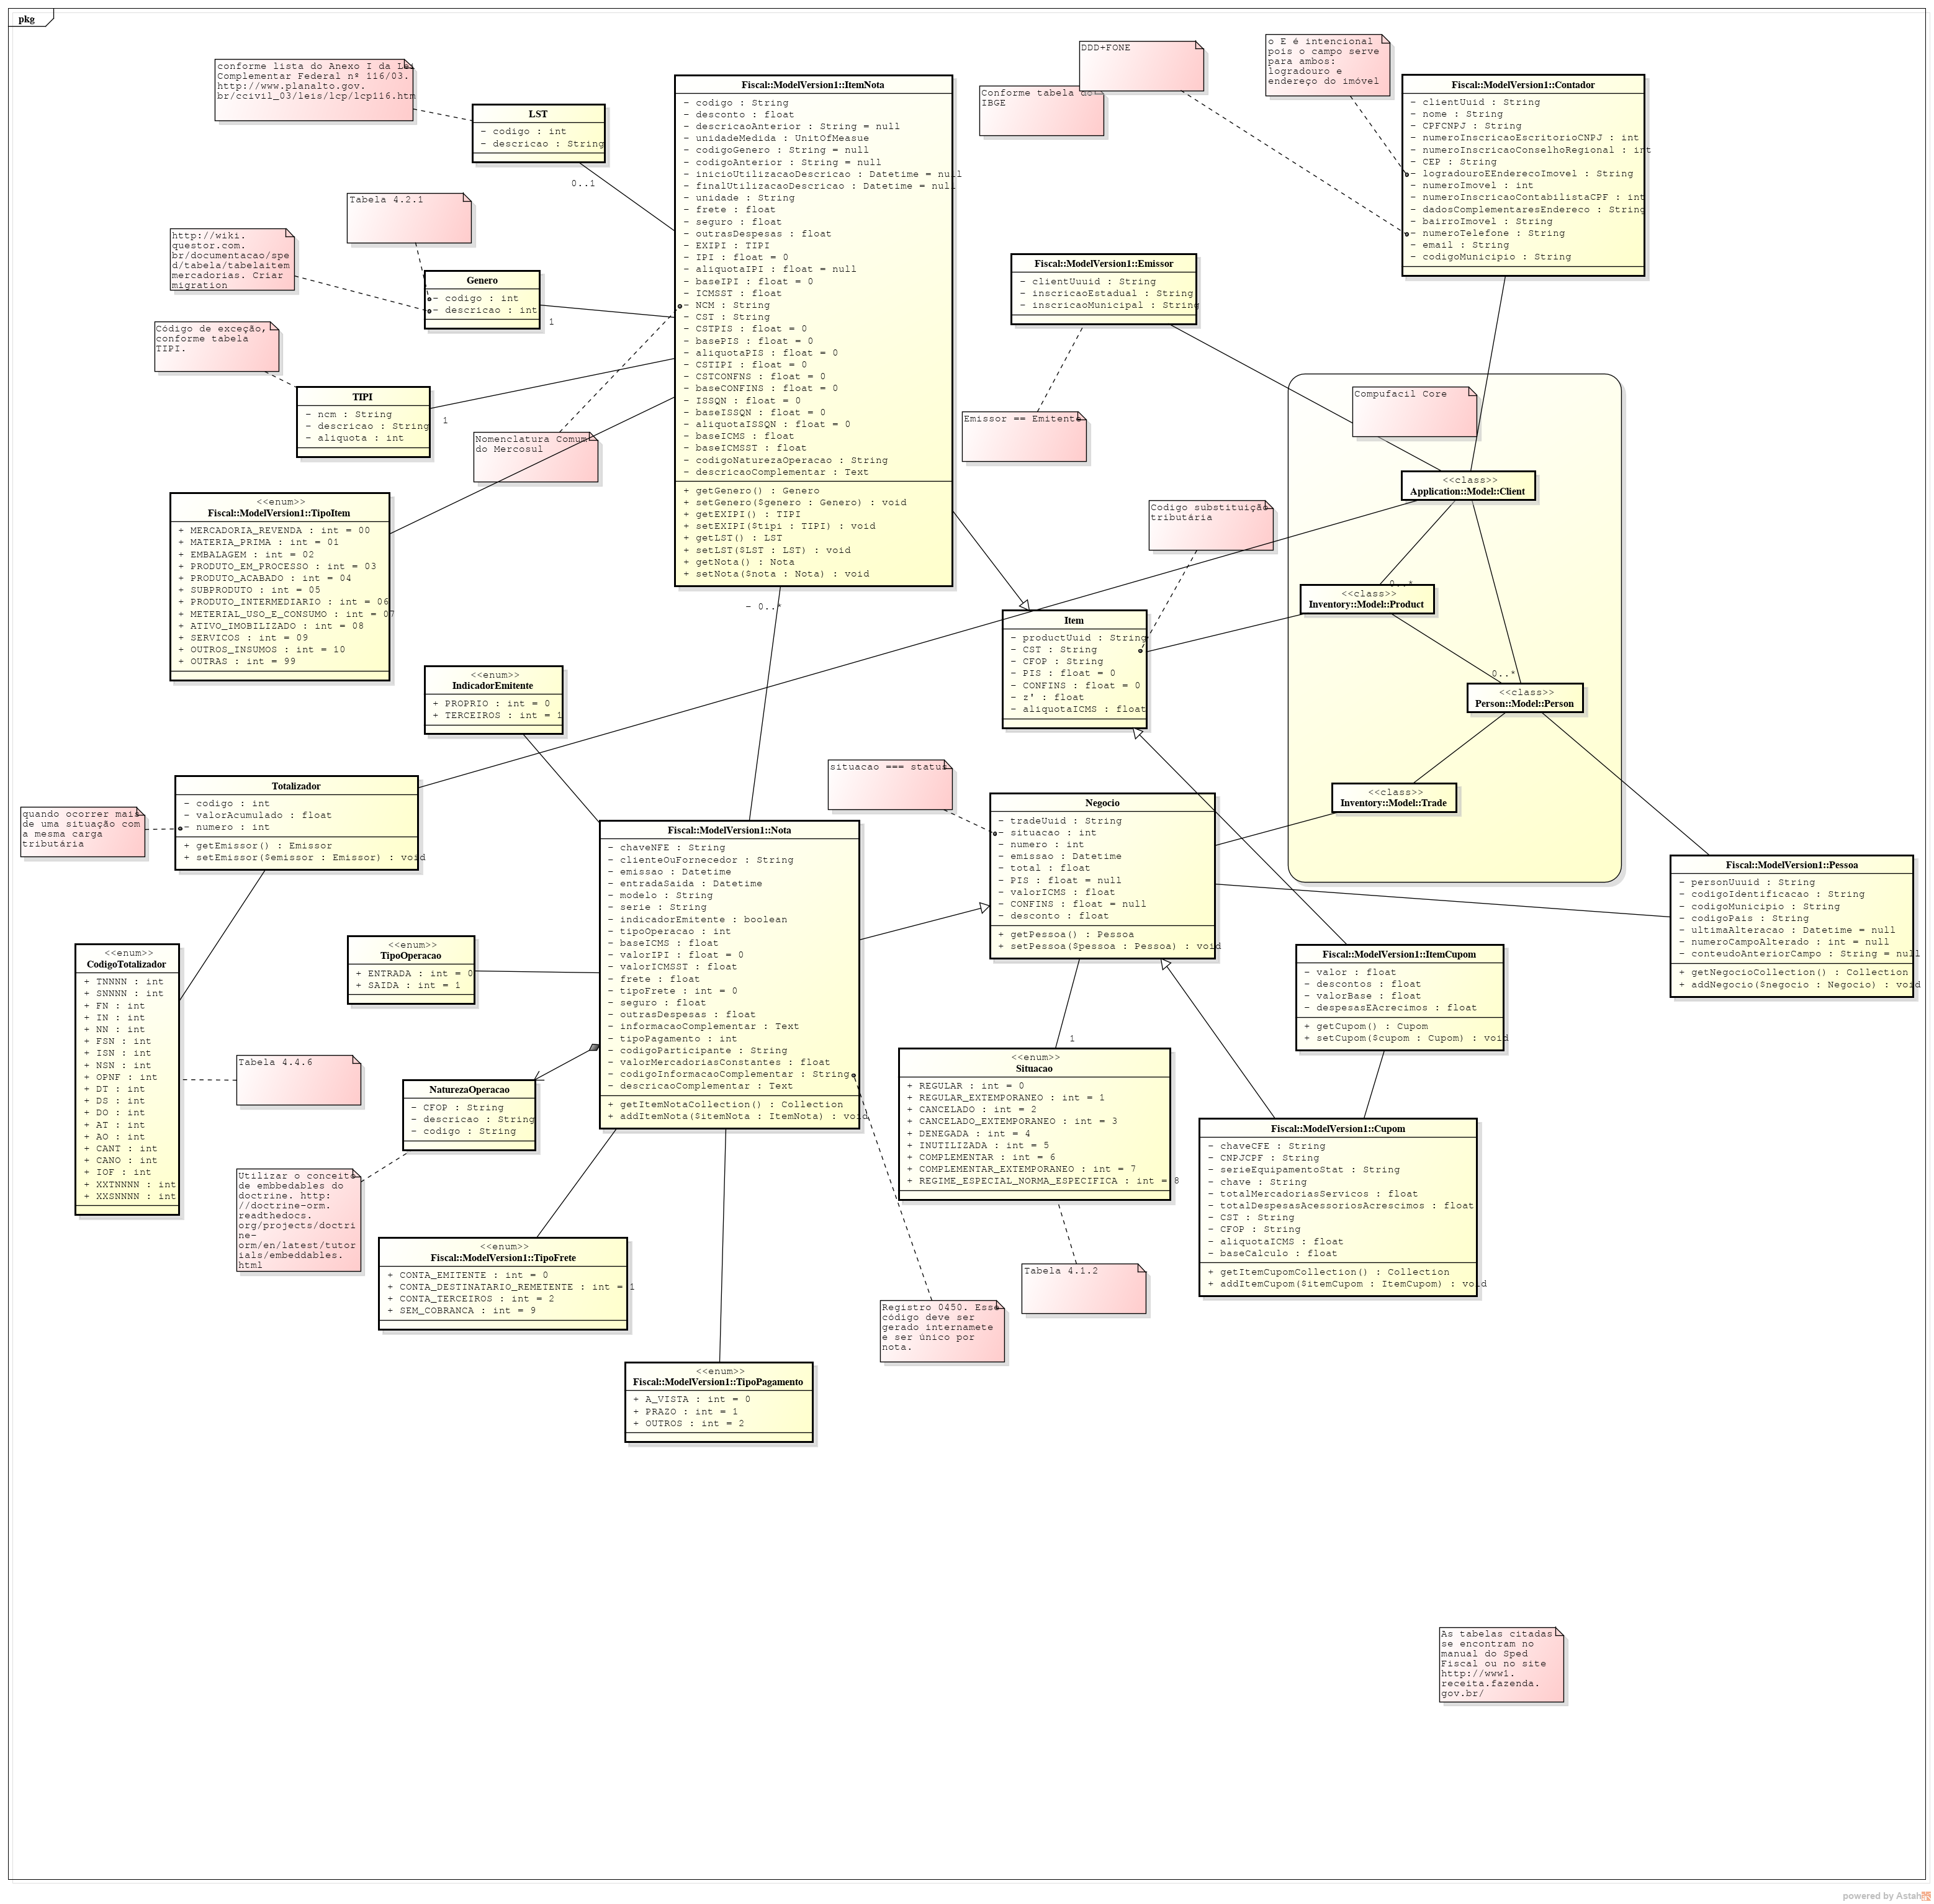 pkg
conforme lista do Anexo I da Lei
Complementar Federal nº 116/03.
http://www.planalto.gov.
br/ccivil_03/leis/lcp/lcp116.htm
LST
- codigo : int
- descricao : String
0..1
Tabela 4.2.1
http://wiki.
questor.com.
br/documentacao/spe
d/tabela/tabelaitem
mercadorias. Criar
migration
Genero
- codigo : int
- descricao : int
1
Código de exceção,
conforme tabela
TIPI.
TIPI
- ncm : String
- descricao : String
- aliquota : int
1
Nomenclatura Comum
do Mercosul
<<enum>>
Fiscal::ModelVersion1::TipoItem
+ MERCADORIA_REVENDA : int = 00
+ MATERIA_PRIMA : int = 01
+ EMBALAGEM : int = 02
+ PRODUTO_EM_PROCESSO : int = 03
+ PRODUTO_ACABADO : int = 04
+ SUBPRODUTO : int = 05
+ PRODUTO_INTERMEDIARIO : int = 06
+ METERIAL_USO_E_CONSUMO : int = 07
+ ATIVO_IMOBILIZADO : int = 08
+ SERVICOS : int = 09
+ OUTROS_INSUMOS : int = 10
+ OUTRAS : int = 99
Fiscal::ModelVersion1::ItemNota
- codigo : String
- desconto : float
- descricaoAnterior : String = null
- unidadeMedida : UnitOfMeasue
- codigoGenero : String = null
- codigoAnterior : String = null
- inicioUtilizacaoDescricao : Datetime = null
- finalUtilizacaoDescricao : Datetime = null
- unidade : String
- frete : float
- seguro : float
- outrasDespesas : float
- EXIPI : TIPI
- IPI : float = 0
- aliquotaIPI : float = null
- baseIPI : float = 0
- ICMSST : float
- NCM : String
- CST : String
- CSTPIS : float = 0
- basePIS : float = 0
- aliquotaPIS : float = 0
- CSTIPI : float = 0
- CSTCONFNS : float = 0
- baseCONFINS : float = 0
- ISSQN : float = 0
- baseISSQN : float = 0
- aliquotaISSQN : float = 0
- baseICMS : float
- baseICMSST : float
- codigoNaturezaOperacao : String
- descricaoComplementar : Text
+ getGenero() : Genero
+ setGenero($genero : Genero) : void
+ getEXIPI() : TIPI
+ setEXIPI($tipi : TIPI) : void
+ getLST() : LST
+ setLST($LST : LST) : void
+ getNota() : Nota
+ setNota($nota : Nota) : void
- 0..*
DDD+FONE
Conforme tabela do
IBGE
o E é intencional
pois o campo serve
para ambos:
logradouro e
endereço do imóvel
Fiscal::ModelVersion1::Contador
- clientUuid : String
- nome : String
- CPFCNPJ : String
- numeroInscricaoEscritorioCNPJ : int
- numeroInscricaoConselhoRegional : int
- CEP : String
- logradouroEEnderecoImovel : String
- numeroImovel : int
- numeroInscricaoContabilistaCPF : int
- dadosComplementaresEndereco : String
- bairroImovel : String
- numeroTelefone : String
- email : String
- codigoMunicipio : String
Fiscal::ModelVersion1::Emissor
- clientUuuid : String
- inscricaoEstadual : String
- inscricaoMunicipal : String
Emissor == Emitente
Compufacil Core
<<class>>
Application::Model::Client
Codigo substituição
tributária
0..*
<<class>>
Inventory::Model::Product
Item
- productUuid : String
- CST : String
- CFOP : String
- PIS : float = 0
- CONFINS : float = 0
- z' : float
- aliquotaICMS : float
0..*
<<class>>
Person::Model::Person
<<class>>
Inventory::Model::Trade
<<enum>>
IndicadorEmitente
+ PROPRIO : int = 0
+ TERCEIROS : int = 1
Totalizador
- codigo : int
- valorAcumulado : float
- numero : int
+ getEmissor() : Emissor
+ setEmissor($emissor : Emissor) : void
quando ocorrer mais
de uma situação com
a mesma carga
tributária
situacao === status
Negocio
- tradeUuid : String
- situacao : int
- numero : int
- emissao : Datetime
- total : float
- PIS : float = null
- valorICMS : float
- CONFINS : float = null
- desconto : float
+ getPessoa() : Pessoa
+ setPessoa($pessoa : Pessoa) : void
Fiscal::ModelVersion1::Nota
- chaveNFE : String
- clienteOuFornecedor : String
- emissao : Datetime
- entradaSaida : Datetime
- modelo : String
- serie : String
- indicadorEmitente : boolean
- tipoOperacao : int
- baseICMS : float
- valorIPI : float = 0
- valorICMSST : float
- frete : float
- tipoFrete : int = 0
- seguro : float
- outrasDespesas : float
- informacaoComplementar : Text
- tipoPagamento : int
- codigoParticipante : String
- valorMercadoriasConstantes : float
- codigoInformacaoComplementar : String
- descricaoComplementar : Text
+ getItemNotaCollection() : Collection
+ addItemNota($itemNota : ItemNota) : void
Fiscal::ModelVersion1::Pessoa
- personUuuid : String
- codigoIdentificacao : String
- codigoMunicipio : String
- codigoPais : String
- ultimaAlteracao : Datetime = null
- numeroCampoAlterado : int = null
- conteudoAnteriorCampo : String = null
+ getNegocioCollection() : Collection
+ addNegocio($negocio : Negocio) : void
<<enum>>
TipoOperacao
+ ENTRADA : int = 0
+ SAIDA : int = 1
<<enum>>
CodigoTotalizador
+ TNNNN : int
+ SNNNN : int
+ FN : int
+ IN : int
+ NN : int
+ FSN : int
+ ISN : int
+ NSN : int
+ OPNF : int
+ DT : int
+ DS : int
+ DO : int
+ AT : int
+ AO : int
+ CANT : int
+ CANO : int
+ IOF : int
+ XXTNNNN : int
+ XXSNNNN : int
Tabela 4.4.6
Fiscal::ModelVersion1::ItemCupom
- valor : float
- descontos : float
- valorBase : float
- despesasEAcrecimos : float
+ getCupom() : Cupom
+ setCupom($cupom : Cupom) : void
NaturezaOperacao
- CFOP : String
- descricao : String
- codigo : String
1
<<enum>>
Situacao
+ REGULAR : int = 0
+ REGULAR_EXTEMPORANEO : int = 1
+ CANCELADO : int = 2
+ CANCELADO_EXTEMPORANEO : int = 3
+ DENEGADA : int = 4
+ INUTILIZADA : int = 5
+ COMPLEMENTAR : int = 6
+ COMPLEMENTAR_EXTEMPORANEO : int = 7
+ REGIME_ESPECIAL_NORMA_ESPECIFICA : int = 8
Fiscal::ModelVersion1::Cupom
- chaveCFE : String
- CNPJCPF : String
- serieEquipamentoStat : String
- chave : String
- totalMercadoriasServicos : float
- totalDespesasAcessoriosAcrescimos : float
- CST : String
- CFOP : String
- aliquotaICMS : float
- baseCalculo : float
+ getItemCupomCollection() : Collection
+ addItemCupom($itemCupom : ItemCupom) : void
Utilizar o conceito
de embbedables do
doctrine. http:
//doctrine-orm.
readthedocs.
org/projects/doctri
ne-
orm/en/latest/tutor
ials/embeddables.
html
<<enum>>
Fiscal::ModelVersion1::TipoFrete
+ CONTA_EMITENTE : int = 0
+ CONTA_DESTINATARIO_REMETENTE : int = 1
+ CONTA_TERCEIROS : int = 2
+ SEM_COBRANCA : int = 9
Tabela 4.1.2
Registro 0450. Esse
código deve ser
gerado internamete
e ser único por
nota.
<<enum>>
Fiscal::ModelVersion1::TipoPagamento
+ A_VISTA : int = 0
+ PRAZO : int = 1
+ OUTROS : int = 2
As tabelas citadas
se encontram no
manual do Sped
Fiscal ou no site
http://www1.
receita.fazenda.
gov.br/
powered by Astah